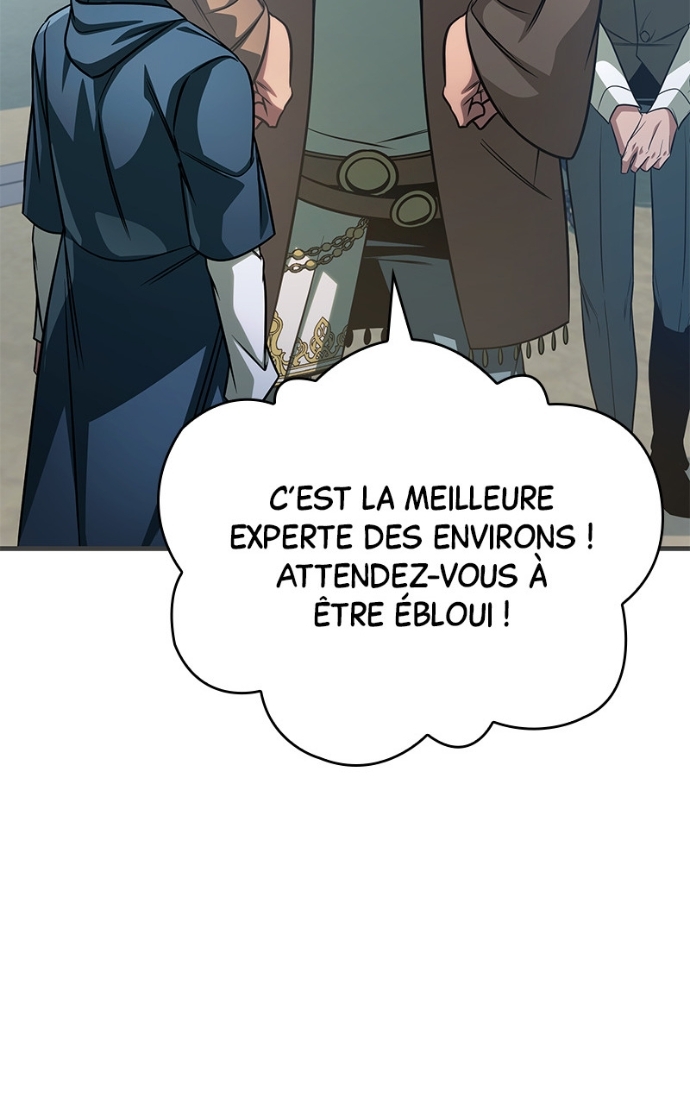 C'EST LA MEILLEURE
EXPERTE DES ENVIRONS !
ATTENDEZ-VOUS À
ÊTRE ÉBLOUI !